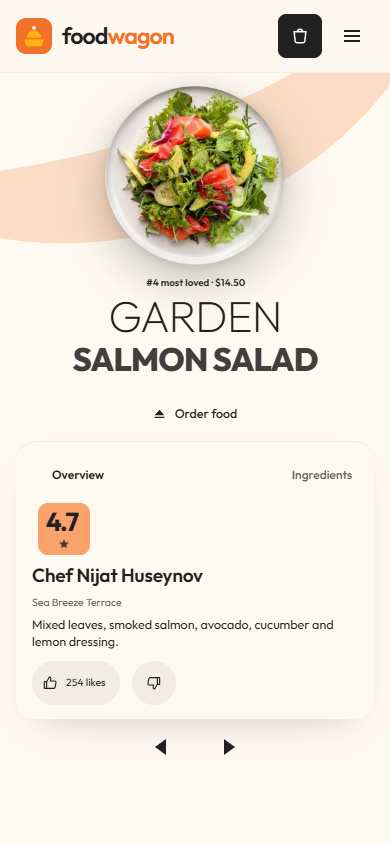 foodwagon
#4 most loved · $14.50
GARDEN
SALMON SALAD
Order food
Overview
Ingredients
4.7
Chef Nijat Huseynov
Sea Breeze Terrace
Mixed leaves, smoked salmon, avocado, cucumber and
lemon dressing.
254 likes